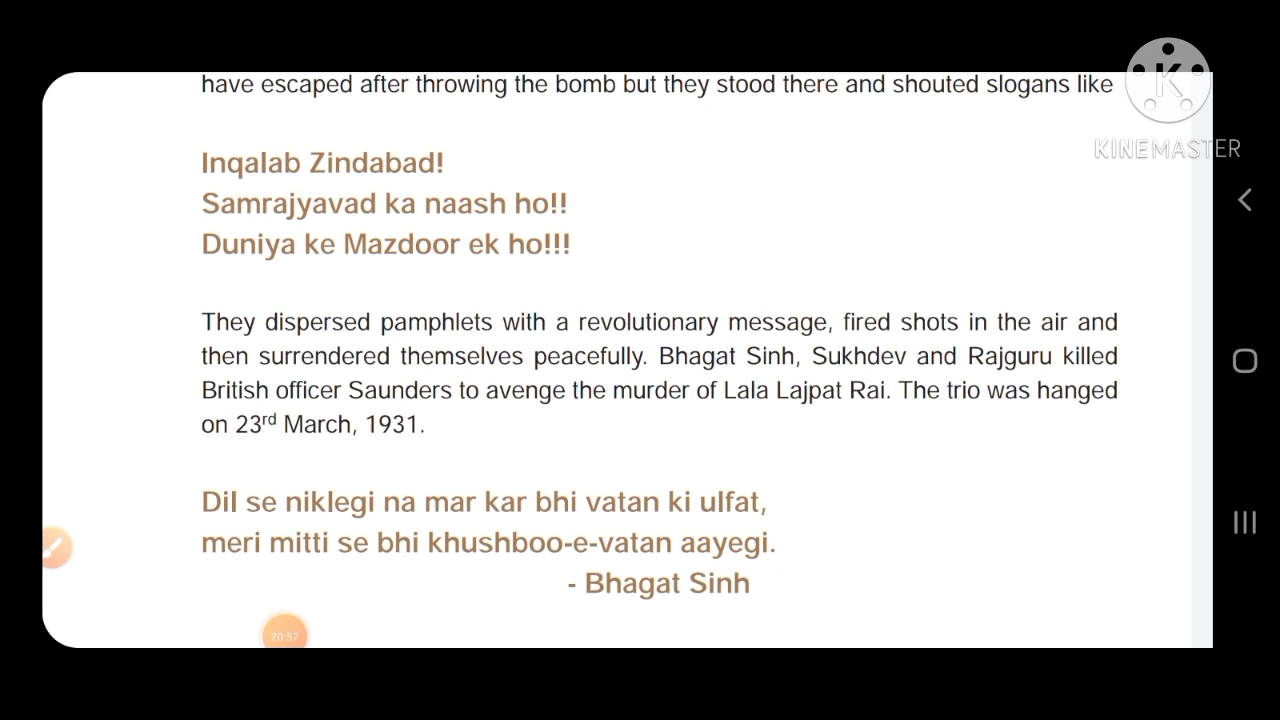 have escaped after throwing the bomb but they stood there and shouted slogans like
KINEMASTER
Inqalab Zindabad!
Samrajyavad ka naash ho!!
Duniya ke Mazdoor ek ho!!!
They dispersed pamphlets with a revolutionary message, fired shots in the air and
then surrendered themselves peacefully. Bhagat Sinh, Sukhdev and Rajguru killed
British officer Saunders to avenge the murder of Lala Lajpat Rai. The trio was hanged
on 23rd March, 1931.
Dil se niklegi na mar kar bhi vatan ki ulfat,
meri mitti se bhi khushboo-e-vatan aayegi.
- Bhagat Sinh
20:57